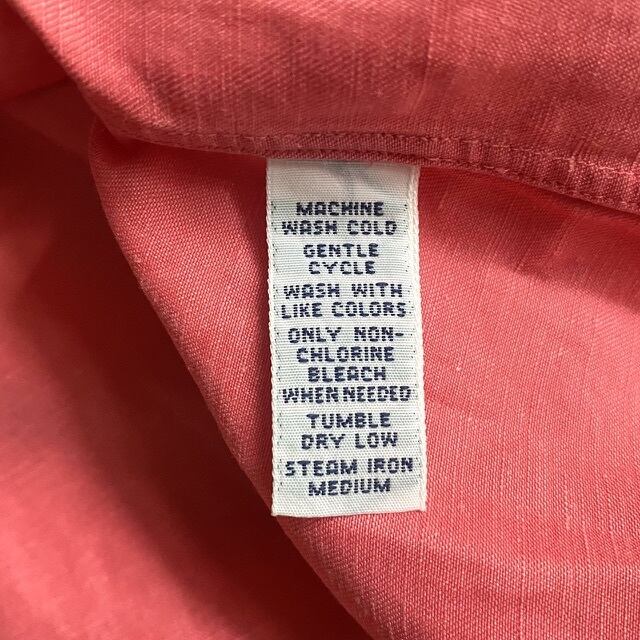 MACHINE
WASH COLD
GENTLE
CYCLE
WASH WITH
LIKE COLORS
ONLY NON-
CHLORINE
BLEACH
WHEN NEEDED
TUMBLE
DRY LOW
STEAM IRON
MEDIUM